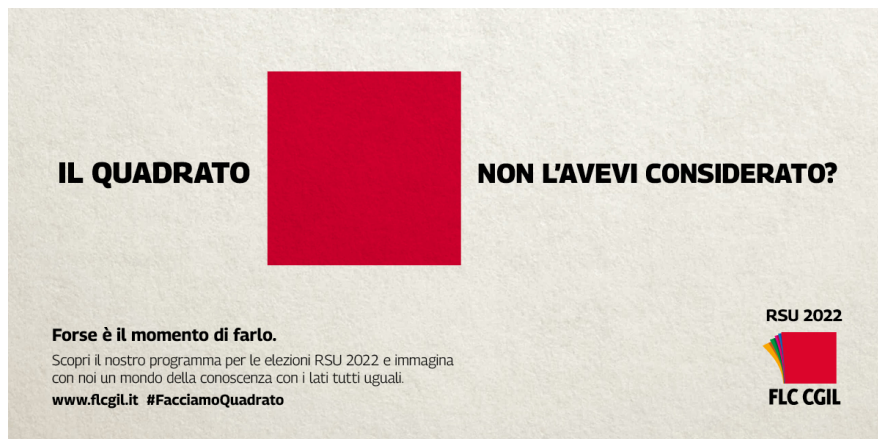 IL QUADRATO NON L'AVEVI CONSIDERATO?
Forse è il momento di farlo.
Scopri il nostro programma per le elezioni RSU 2022 e immagina
con noi un mondo della conoscenza con i lati tutti uguali.
www.flcgil.it #FacciamoQuadrato
RSU 2022
FLC CGIL